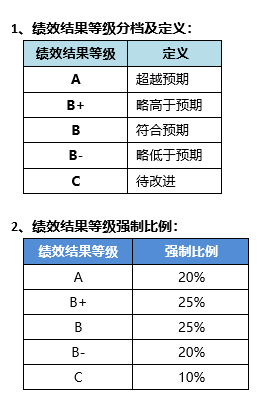 1、绩效结果等级分档及定义：
绩效结果等级 定义
A 超越预期
B+ 略高于预期
B 符合预期
B- 略低于预期
C 待改进
2、绩效结果等级强制比例：
绩效结果等级 强制比例
A 20%
B+ 25%
B 25%
B- 20%
C 10%